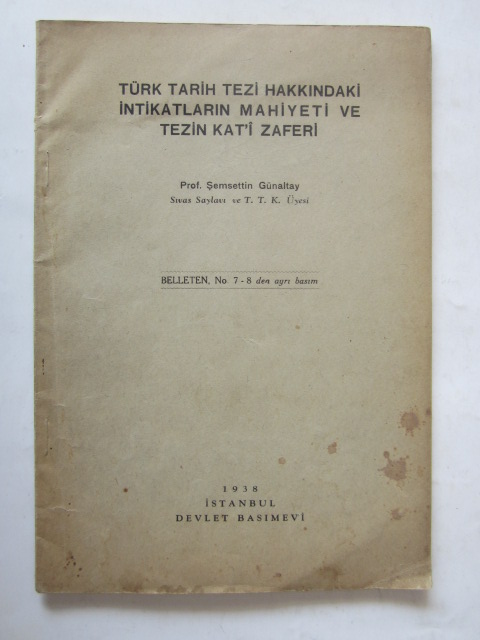 TÜRK TARİH TEZİ HAKKINDAKİ
İNTİKATLARIN MAHİYETİ VE
TEZİN KAT'Î ZAFERİ
Prof. Şemsettin Günaltay
Sıvas Saylavı ve T. T. K. Üyesi
BELLETEN, No 7-8 den ayrı basım
1938
İSTANBUL
DEVLET BASIMEVİ